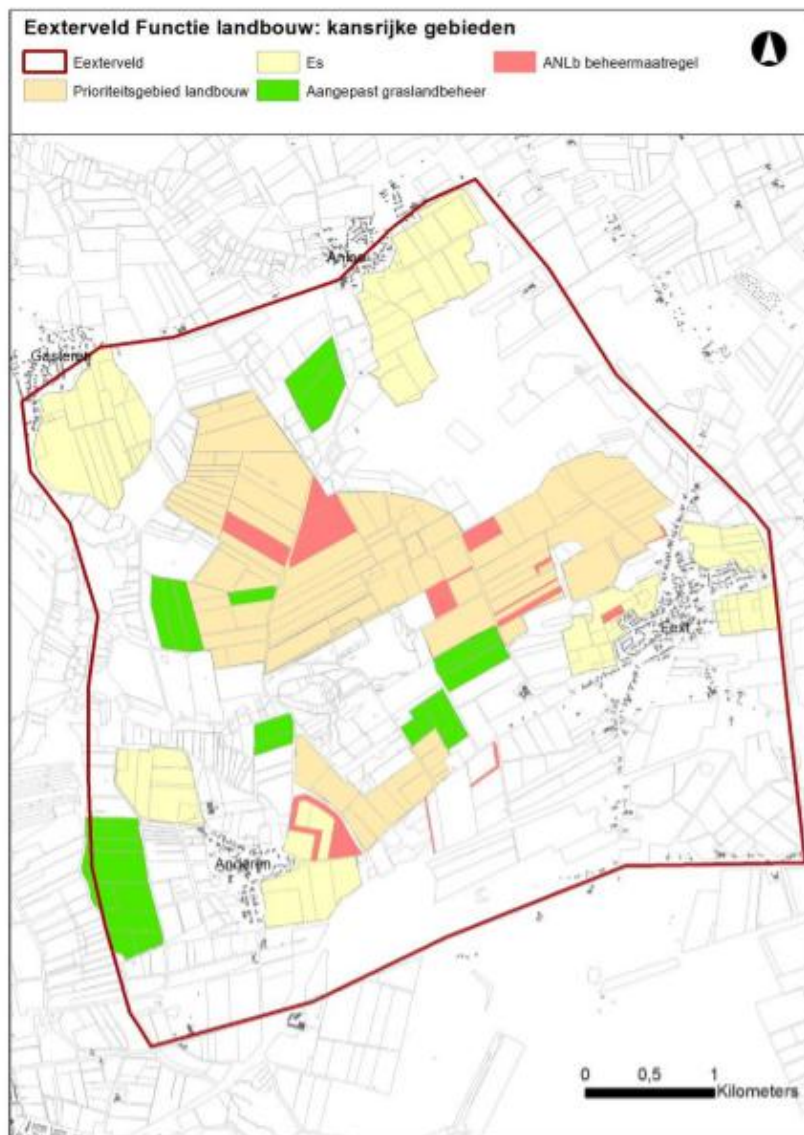 Eexterveld Functie landbouw: kansrijke gebieden
Eexterveld
Es
ANLb beheermaatregel
Prioriteitsgebied landbouw
Aangepast graslandbeheer
Anloo
Gasteren
Eext
Anderen
0 0,5 1
Kilometers